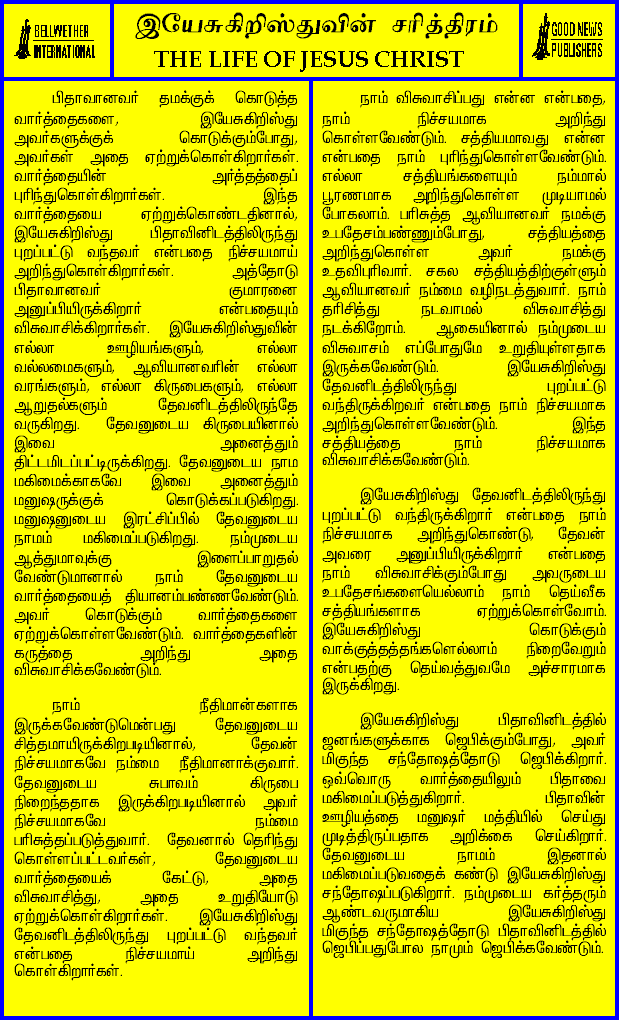 BELLWETHER
INTERNATIONAL
இயேசுகிறிஸ்துவின் சரித்திரம்
THE LIFE OF JESUS CHRIST
GOOD NEWS
PUBLISHERS
பிதாவானவர் தமக்குக் கொடுத்த
வார்த்தைகளை, இயேசுகிறிஸ்து
அவர்களுக்குக் கொடுக்கும்போது,
அவர்கள் அதை ஏற்றுக்கொள்கிறார்கள்.
வார்த்தையின் அர்த்தத்தைப்
புரிந்துகொள்கிறார்கள். இந்த
வார்த்தையை ஏற்றுக்கொண்டதினால்,
இயேசுகிறிஸ்து பிதாவினிடத்திலிருந்து
புறப்பட்டு வந்தவர் என்பதை நிச்சயமாய்
அறிந்துகொள்கிறார்கள். அத்தோடு
பிதாவானவர் குமாரனை
அனுப்பியிருக்கிறார் என்பதையும்
விசுவாசிக்கிறார்கள். இயேசுகிறிஸ்துவின்
எல்லா ஊழியங்களும், எல்லா
வல்லமைகளும், ஆவியானவரின் எல்லா
வரங்களும், எல்லா கிருபைகளும், எல்லா
ஆறுதல்களும் தேவனிடத்திலிருந்தே
வருகிறது. தேவனுடைய கிருபையினால்
இவை அனைத்தும்
திட்டமிடப்பட்டிருக்கிறது. தேவனுடைய நாம
மகிமைக்காகவே இவை அனைத்தும்
மனுஷருக்குக் கொடுக்கப்படுகிறது.
மனுஷனுடைய இரட்சிப்பில் தேவனுடைய
நாமம் மகிமைப்படுகிறது. நம்முடைய
ஆத்துமாவுக்கு இளைப்பாறுதல்
வேண்டுமானால் நாம் தேவனுடைய
வார்த்தையைத் தியானம்பண்ணவேண்டும்.
அவர் கொடுக்கும் வார்த்தைகளை
ஏற்றுக்கொள்ளவேண்டும். வார்த்தைகளின்
கருத்தை அறிந்து அதை
விசுவாசிக்கவேண்டும்.
நாம் நீதிமான்களாக
இருக்கவேண்டுமென்பது தேவனுடைய
சித்தமாயிருக்கிறபடியினால், தேவன்
நிச்சயமாகவே நம்மை நீதிமானாக்குவார்.
தேவனுடைய சுபாவம் கிருபை
நிறைந்ததாக இருக்கிறபடியினால் அவர்
நிச்சயமாகவே நம்மை
பரிசுத்தப்படுத்துவார். தேவனால் தெரிந்து
கொள்ளப்பட்டவர்கள், தேவனுடைய
வார்த்தையைக் கேட்டு, அதை
விசுவாசித்து, அதை உறுதியோடு
ஏற்றுக்கொள்கிறார்கள். இயேசுகிறிஸ்து
தேவனிடத்திலிருந்து புறப்பட்டு வந்தவர்
என்பதை நிச்சயமாய் அறிந்து
கொள்கிறார்கள்.
நாம் விசுவாசிப்பது என்ன என்பதை,
நாம் நிச்சயமாக அறிந்து
கொள்ளவேண்டும். சத்தியமாவது என்ன
என்பதை நாம் புரிந்துகொள்ளவேண்டும்.
எல்லா சத்தியங்களையும் நம்மால்
பூரணமாக அறிந்துகொள்ள முடியாமல்
போகலாம். பரிசுத்த ஆவியானவர் நமக்கு
உபதேசம்பண்ணும்போது, சத்தியத்தை
அறிந்துகொள்ள அவர் நமக்கு
உதவிபுரிவார். சகல சத்தியத்திற்குள்ளும்
ஆவியானவர் நம்மை வழிநடத்துவார். நாம்
தரிசித்து நடவாமல் விசுவாசித்து
நடக்கிறோம். ஆகையினால் நம்முடைய
விசுவாசம் எப்போதுமே உறுதியுள்ளதாக
இருக்கவேண்டும். இயேசுகிறிஸ்து
தேவனிடத்திலிருந்து புறப்பட்டு
வந்திருக்கிறவர் என்பதை நாம் நிச்சயமாக
அறிந்துகொள்ளவேண்டும். இந்த
சத்தியத்தை நாம் நிச்சயமாக
விசுவாசிக்கவேண்டும்.
இயேசுகிறிஸ்து தேவனிடத்திலிருந்து
புறப்பட்டு வந்திருக்கிறார் என்பதை நாம்
நிச்சயமாக அறிந்துகொண்டு, தேவன்
அவரை அனுப்பியிருக்கிறார் என்பதை
நாம் விசுவாசிக்கும்போது அவருடைய
உபதேசங்களையெல்லாம் நாம் தெய்வீக
சத்தியங்களாக ஏற்றுக்கொள்வோம்.
இயேசுகிறிஸ்து கொடுக்கும்
வாக்குத்தத்தங்களெல்லாம் நிறைவேறும்
என்பதற்கு தெய்வத்துவமே அச்சாரமாக
இருக்கிறது.
இயேசுகிறிஸ்து பிதாவினிடத்தில்
ஜனங்களுக்காக ஜெபிக்கும்போது, அவர்
மிகுந்த சந்தோஷத்தோடு ஜெபிக்கிறார்.
ஒவ்வொரு வார்த்தையிலும் பிதாவை
மகிமைப்படுத்துகிறார். பிதாவின்
ஊழியத்தை மனுஷர் மத்தியில் செய்து
முடித்திருப்பதாக அறிக்கை செய்கிறார்.
தேவனுடைய நாமம் இதனால்
மகிமைப்படுவதைக் கண்டு இயேசுகிறிஸ்து
சந்தோஷப்படுகிறார். நம்முடைய கர்த்தரும்
ஆண்டவருமாகிய இயேசுகிறிஸ்து
மிகுந்த சந்தோஷத்தோடு பிதாவினிடத்தில்
ஜெபிப்பதுபோல நாமும் ஜெபிக்கவேண்டும்.